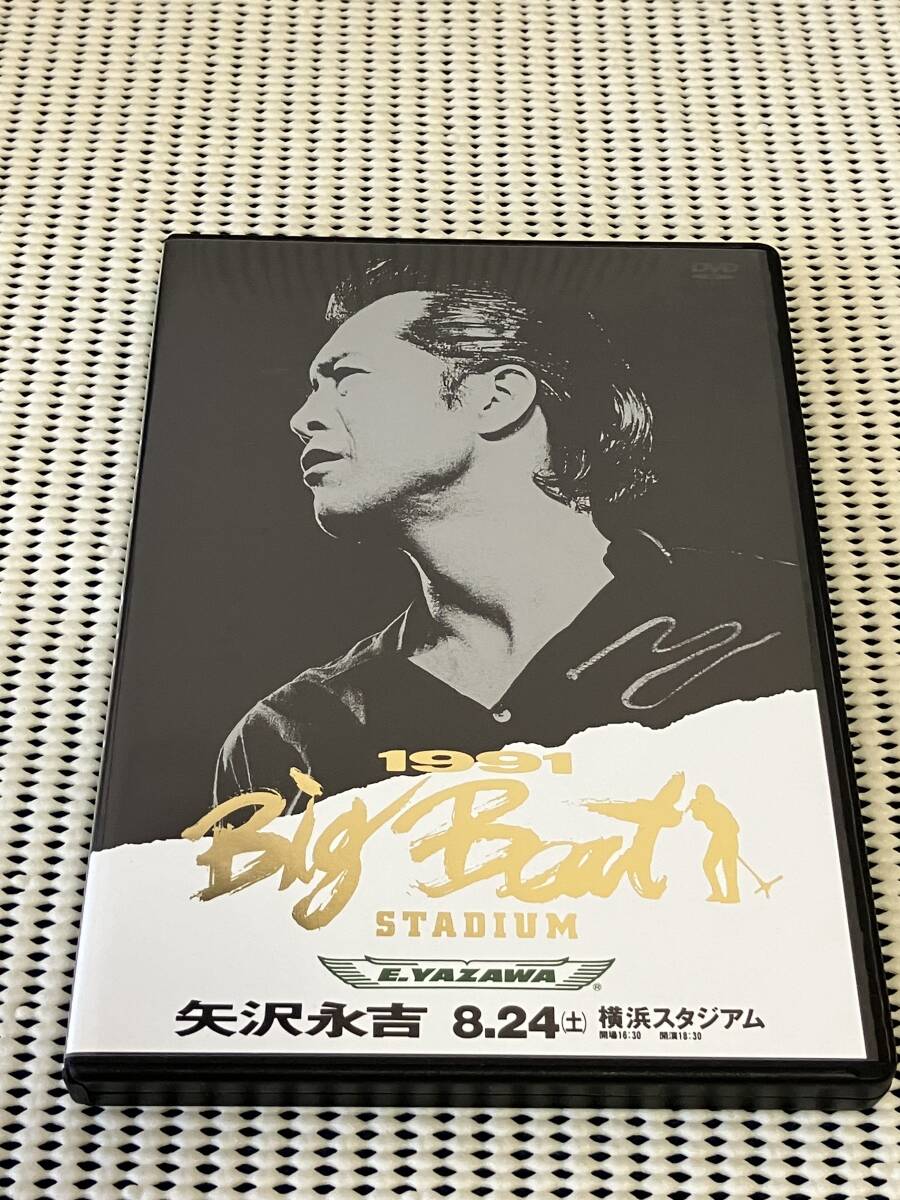 DVD
1991
Big Beat
STADIUM
E.YAZAWA ®
矢沢永吉 8.24(土) 横浜スタジアム
開場16:30 開演18:30